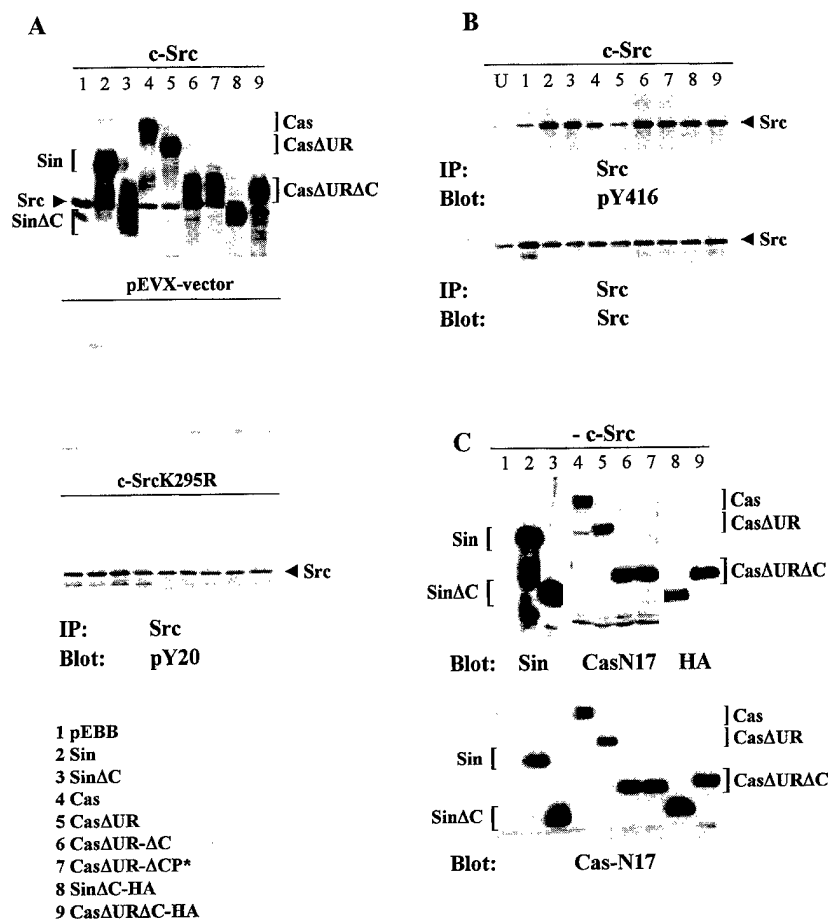 A
c-Src
1 2 3 4 5 6 7 8 9
Cas
CasΔUR
Sin
CasΔURΔC
Src
SinΔC
pEVX-vector
c-SrcK295R
Src
IP: Src
Blot: pY20
1 pEBB
2 Sin
3 SinΔC
4 Cas
5 CasΔUR
6 CasΔUR-ΔC
7 CasΔUR-ΔCP*
8 SinΔC-HA
9 CasΔURΔC-HA
B
c-Src
U 1 2 3 4 5 6 7 8 9
Src
IP: Src
Blot: pY416
Src
IP: Src
Blot: Src
C
- c-Src
1 2 3 4 5 6 7 8 9
Cas
CasΔUR
Sin
CasΔURΔC
SinΔC
Blot: Sin CasN17 HA
Cas
CasΔUR
Sin
CasΔURΔC
SinΔC
Blot: Cas-N17